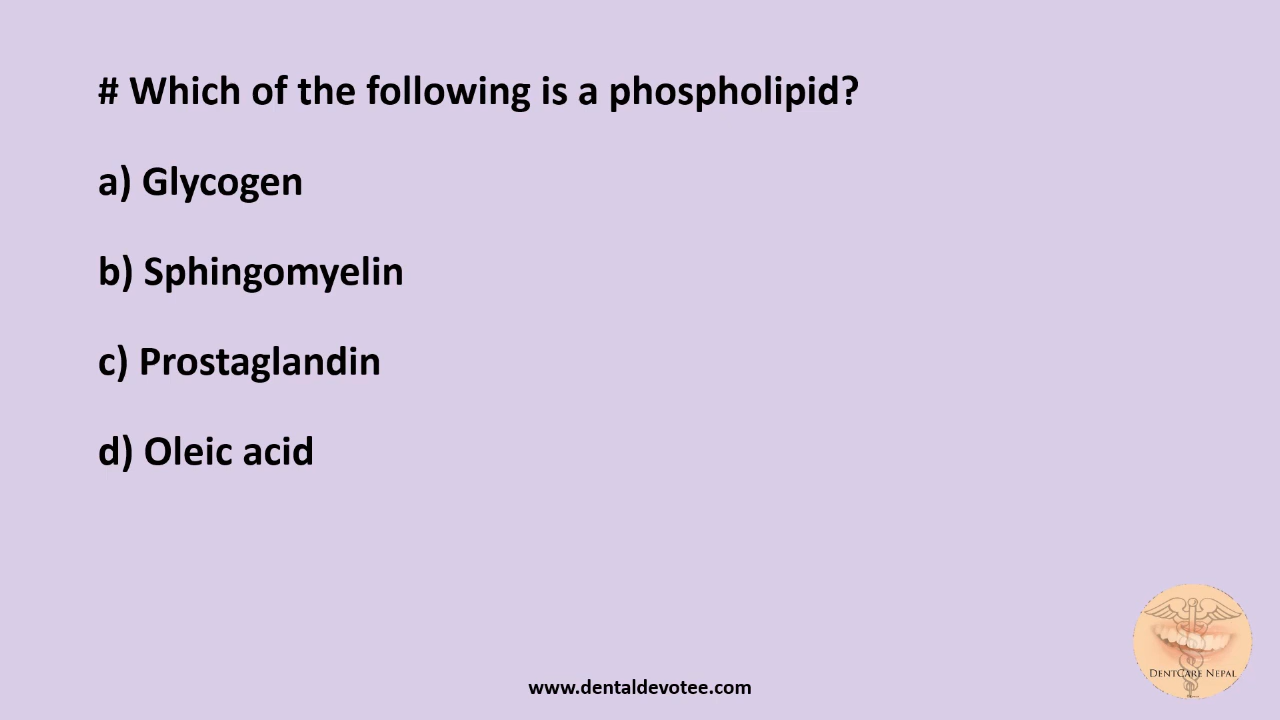 # Which of the following is a phospholipid?
a) Glycogen
b) Sphingomyelin
c) Prostaglandin
d) Oleic acid
DentCare Nepal
www.dentaldevotee.com